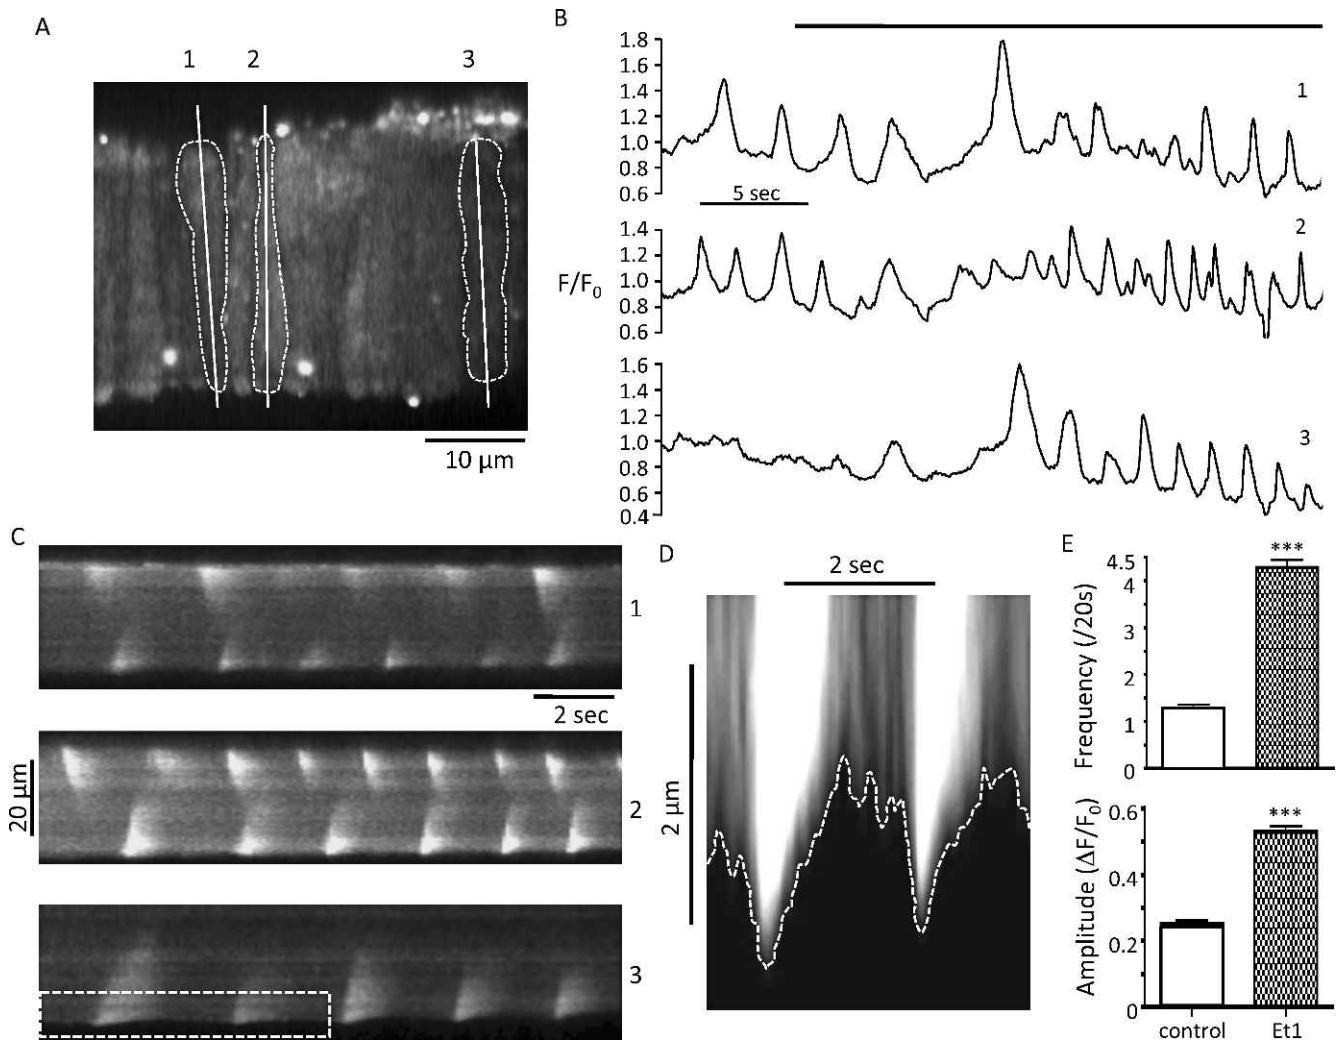 A
1 2 3
10 µm
B
1.8
1.6
1.4
1.2
1.0
0.8
0.6
1
5 sec
F/F0
1.4
1.2
1.0
0.8
0.6
2
1.6
1.4
1.2
1.0
0.8
0.6
0.4
3
C
1
2 sec
20 µm
2
3
D
2 sec
2 µm
E
***
Frequency (/20s)
4.5
4
3
2
1
0
***
Amplitude (ΔF/F0)
0.6
0.4
0.2
0
control Et1